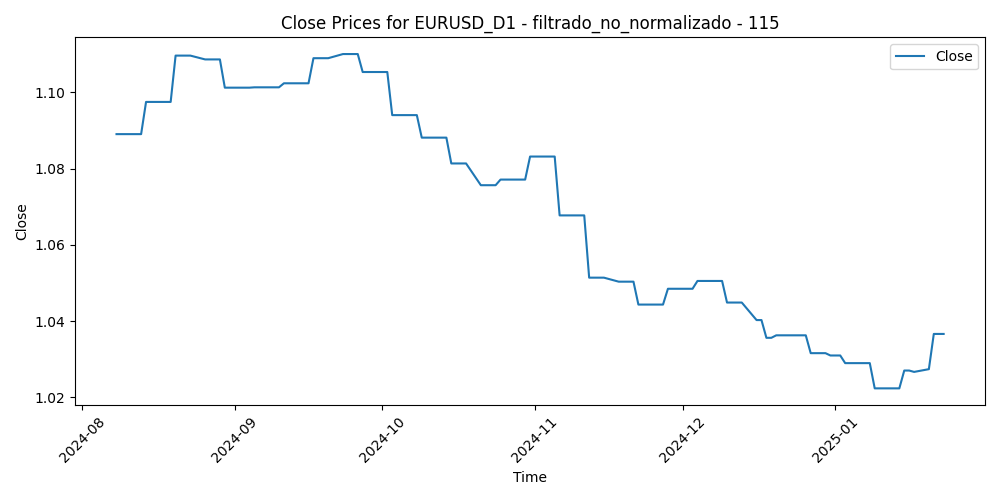 Close Prices for EURUSD_D1 - filtrado_no_normalizado - 115
Close
1.10
1.08
1.06
1.04
1.02
Close
2024-08
2024-09
2024-10
2024-11
2024-12
2025-01
Time